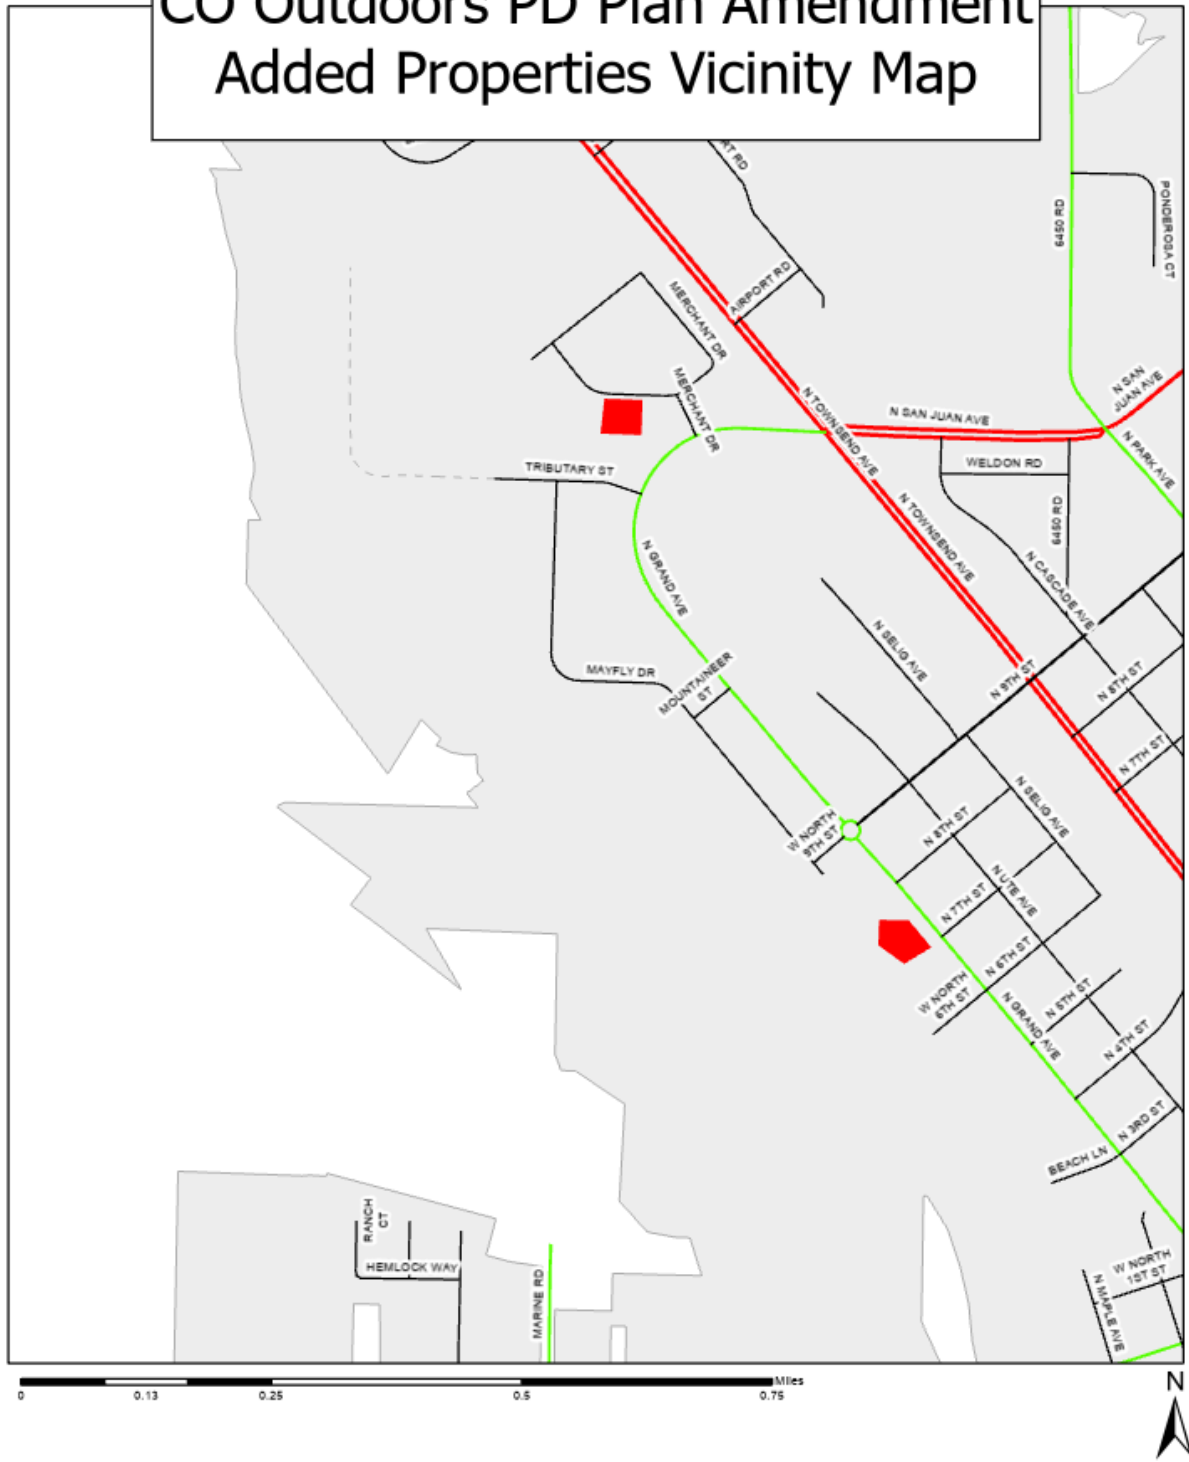 CO Outdoors PD Plan Amendment
Added Properties Vicinity Map
RT RD
6450 RD
PONDEROSA CT
AIRPORT RD
MERCHANT DR
MERCHANT DR
N TOWNSEND AVE
N SAN JUAN AVE
N SAN
JUAN AVE
N PARK AVE
WELDON RD
TRIBUTARY ST
6450 RD
N TOWNSEND AVE
N GRAND AVE
N CASCADE AVE
N SELIG AVE
MAYFLY DR
MOUNTAINEER
ST
N 9TH ST
N 8TH ST
N 7TH ST
N SELIG AVE
W NORTH
9TH ST
N 8TH ST
N UTE AVE
N 7TH ST
N 6TH ST
W NORTH
6TH ST
N GRAND AVE
N 5TH ST
N 4TH ST
N 3RD ST
BEACH LN
RANCH
CT
HEMLOCK WAY
MARINE RD
W NORTH
1ST ST
N MAPLE AVE
Miles
0 0.13 0.25 0.5 0.75
N